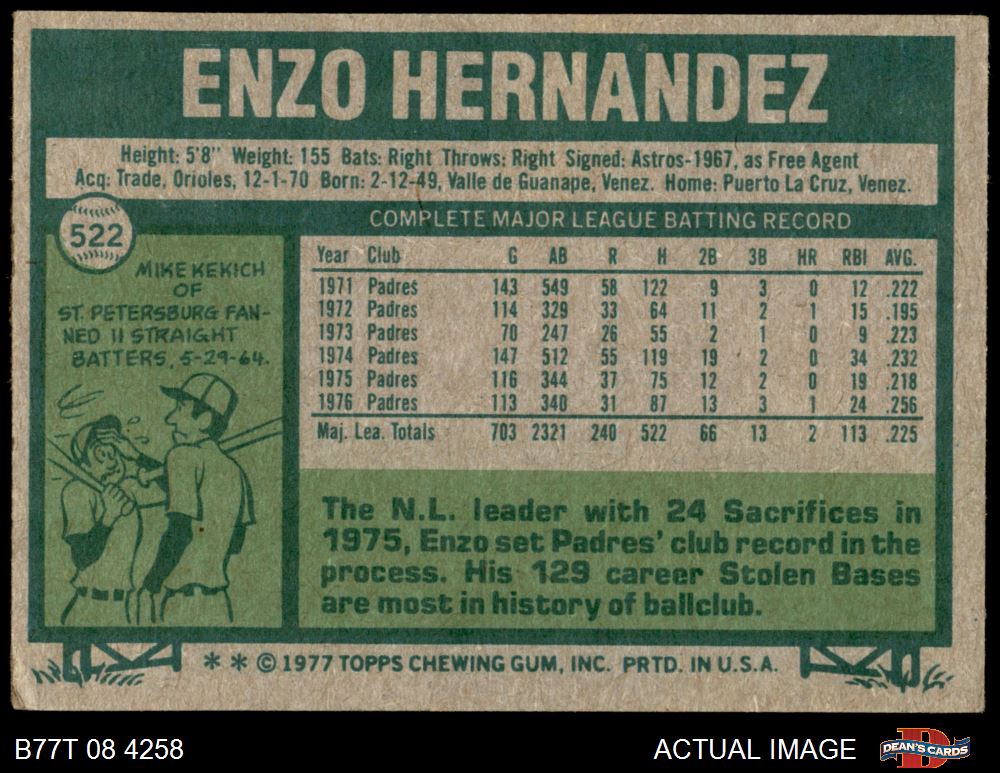 ENZO HERNANDEZ
Height: 5'8" Weight: 155 Bats: Right Throws: Right Signed: Astros-1967, as Free Agent
Acq: Trade, Orioles, 12-1-70 Born: 2-12-49, Valle de Guanape, Venez. Home: Puerto La Cruz, Venez.
522
COMPLETE MAJOR LEAGUE BATTING RECORD
MIKE KEKICH
OF
ST. PETERSBURG FAN-
NED 11 STRAIGHT
BATTERS, 5-29-64.
Year Club G AB R H 2B 3B HR RBI AVG.
1971 Padres 143 549 58 122 9 3 0 12 .222
1972 Padres 114 329 33 64 11 2 1 15 .195
1973 Padres 70 247 26 55 2 1 0 9 .223
1974 Padres 147 512 55 119 19 2 0 34 .232
1975 Padres 116 344 37 75 12 2 0 19 .218
1976 Padres 113 340 31 87 13 3 1 24 .256
Maj. Lea. Totals 703 2321 240 522 66 13 2 113 .225
The N.L. leader with 24 Sacrifices in
1975, Enzo set Padres' club record in the
process. His 129 career Stolen Bases
are most in history of ballclub.
* * © 1977 TOPPS CHEWING GUM, INC. PRTD. IN U.S.A.
B77T 08 4258
ACTUAL IMAGE
DEAN'S CARDS